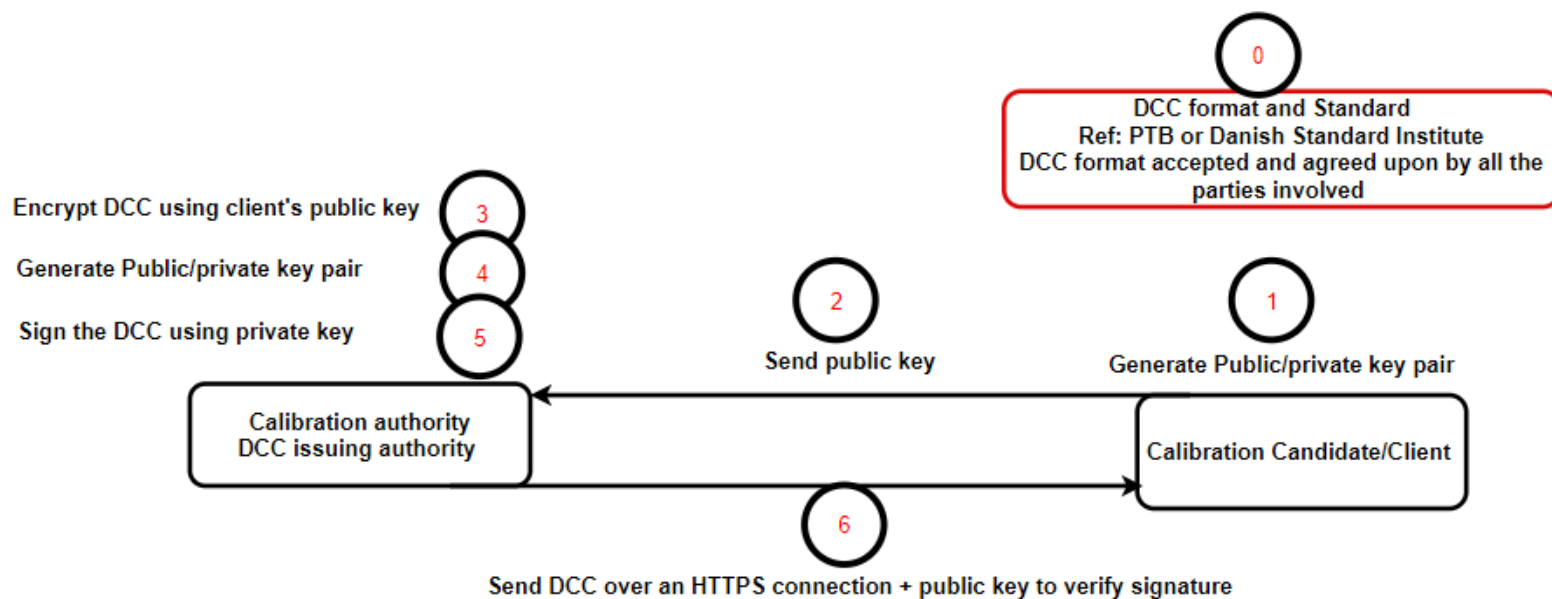 0
DCC format and Standard
Ref: PTB or Danish Standard Institute
DCC format accepted and agreed upon by all the
parties involved
Encrypt DCC using client's public key
3
Generate Public/private key pair
4
Sign the DCC using private key
5
2
Send public key
1
Generate Public/private key pair
Calibration authority
DCC issuing authority
Calibration Candidate/Client
6
Send DCC over an HTTPS connection + public key to verify signature